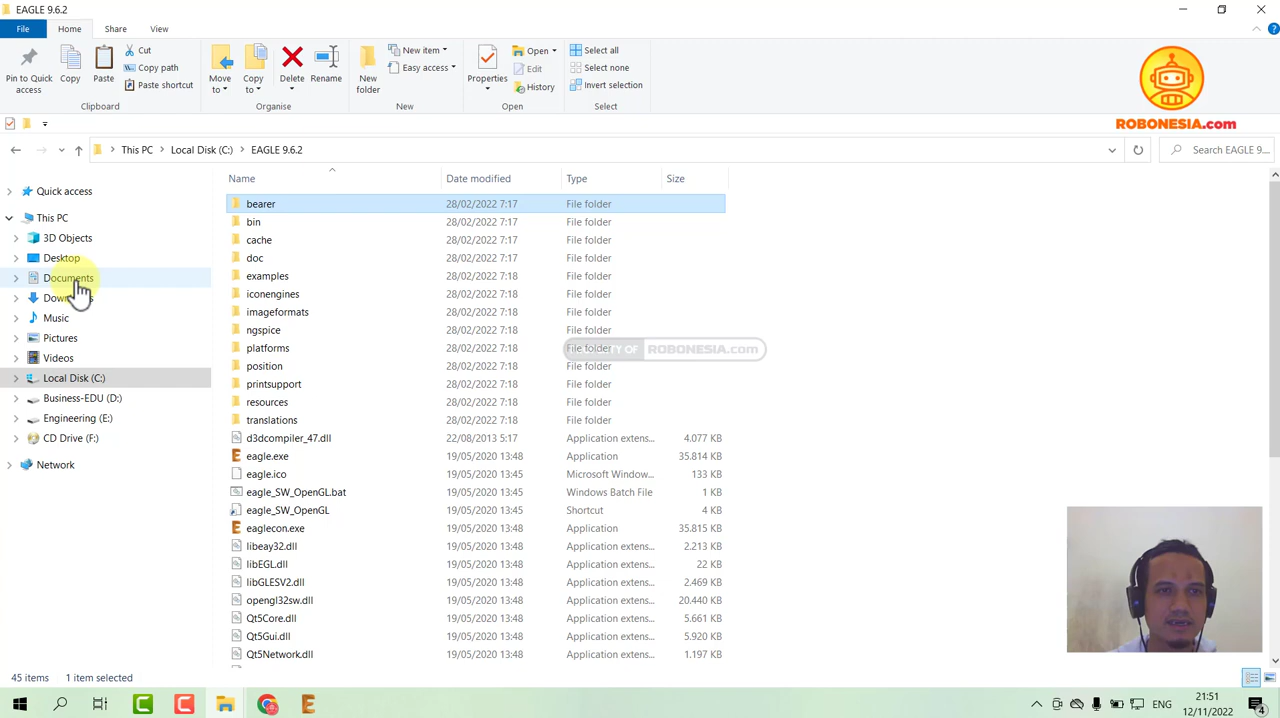 EAGLE 9.6.2
File Home Share View
Pin to Quick access
Copy
Paste
Cut
Copy path
Paste shortcut
Clipboard
Move to
Copy to
Delete
Rename
Organise
New folder
New item
Easy access
New
Properties
Open
Edit
History
Open
Select all
Select none
Invert selection
Select
ROBONESIA.com
This PC > Local Disk (C:) > EAGLE 9.6.2
Search EAGLE 9....
Quick access
This PC
3D Objects
Desktop
Documents
Music
Pictures
Videos
Local Disk (C:)
Business-EDU (D:)
Engineering (E:)
CD Drive (F:)
Network
Name Date modified Type Size
bearer 28/02/2022 7:17 File folder
bin 28/02/2022 7:17 File folder
cache 28/02/2022 7:17 File folder
doc 28/02/2022 7:17 File folder
examples 28/02/2022 7:17 File folder
iconengines 28/02/2022 7:18 File folder
imageformats 28/02/2022 7:18 File folder
ngspice 28/02/2022 7:18 File folder
platforms 28/02/2022 7:18 File folder
OF ROBONESIA.com
position 28/02/2022 7:18 File folder
printsupport 28/02/2022 7:18 File folder
resources 28/02/2022 7:18 File folder
translations 28/02/2022 7:18 File folder
d3dcompiler_47.dll 22/08/2013 5:17 Application extens... 4.077 KB
eagle.exe 19/05/2020 13:48 Application 35.814 KB
eagle.ico 19/05/2020 13:45 Microsoft Window... 133 KB
eagle_SW_OpenGL.bat 19/05/2020 13:45 Windows Batch File 1 KB
eagle_SW_OpenGL 19/05/2020 13:45 Shortcut 4 KB
eaglecon.exe 19/05/2020 13:48 Application 35.815 KB
libeay32.dll 19/05/2020 13:48 Application extens... 2.213 KB
libEGL.dll 19/05/2020 13:48 Application extens... 22 KB
libGLESV2.dll 19/05/2020 13:48 Application extens... 2.469 KB
opengl32sw.dll 19/05/2020 13:48 Application extens... 20.440 KB
Qt5Core.dll 19/05/2020 13:48 Application extens... 5.661 KB
Qt5Gui.dll 19/05/2020 13:48 Application extens... 5.920 KB
Qt5Network.dll 19/05/2020 13:48 Application extens... 1.197 KB
45 items 1 item selected
ENG
21:51
12/11/2022
4